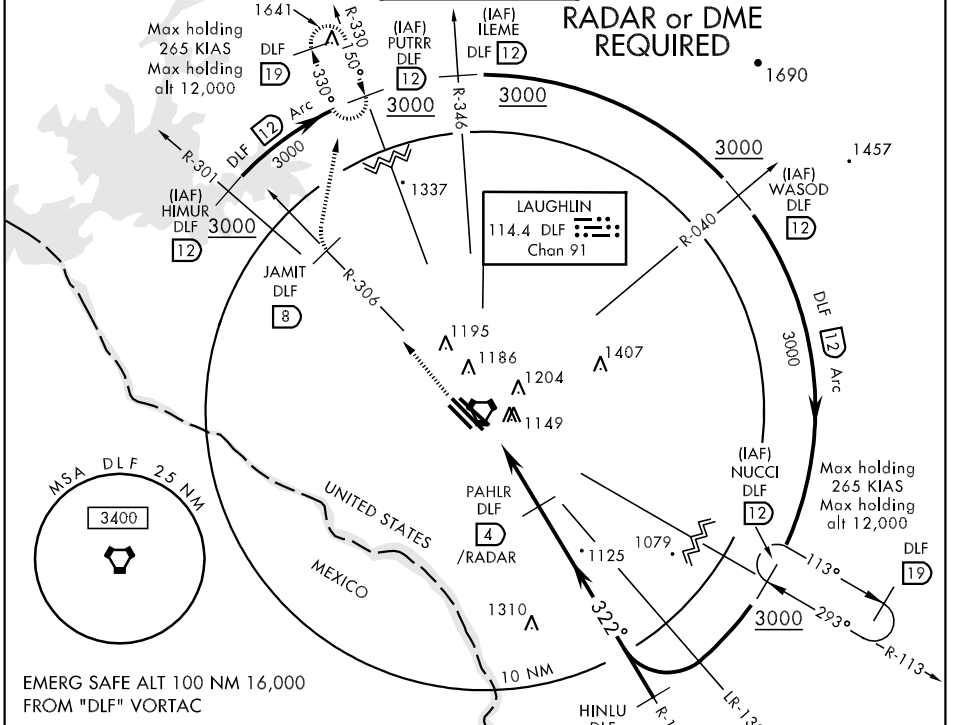 RADAR or DME
REQUIRED
1641
R-330
150°
330°
Max holding
265 KIAS
Max holding
alt 12,000
DLF
19
(IAF)
PUTRR
DLF
12
3000
(IAF)
ILEME
DLF 12
3000
R-346
1690
1457
3000
(IAF)
WASOD
DLF
12
R-040
DLF 12 Arc
3000
R-301
(IAF)
HIMUR
DLF
12
3000
1337
LAUGHLIN
114.4 DLF
Chan 91
JAMIT
DLF
8
R-306
1195
1186
1204
1407
1149
DLF 12 Arc
3000
(IAF)
NUCCI
DLF
12
Max holding
265 KIAS
Max holding
alt 12,000
DLF
19
113°
293°
R-113
3000
MSA DLF 25 NM
3400
UNITED STATES
MEXICO
PAHLR
DLF
4
/RADAR
1125
1079
1310
322°
10 NM
HINLU
EMERG SAFE ALT 100 NM 16,000
FROM "DLF" VORTAC